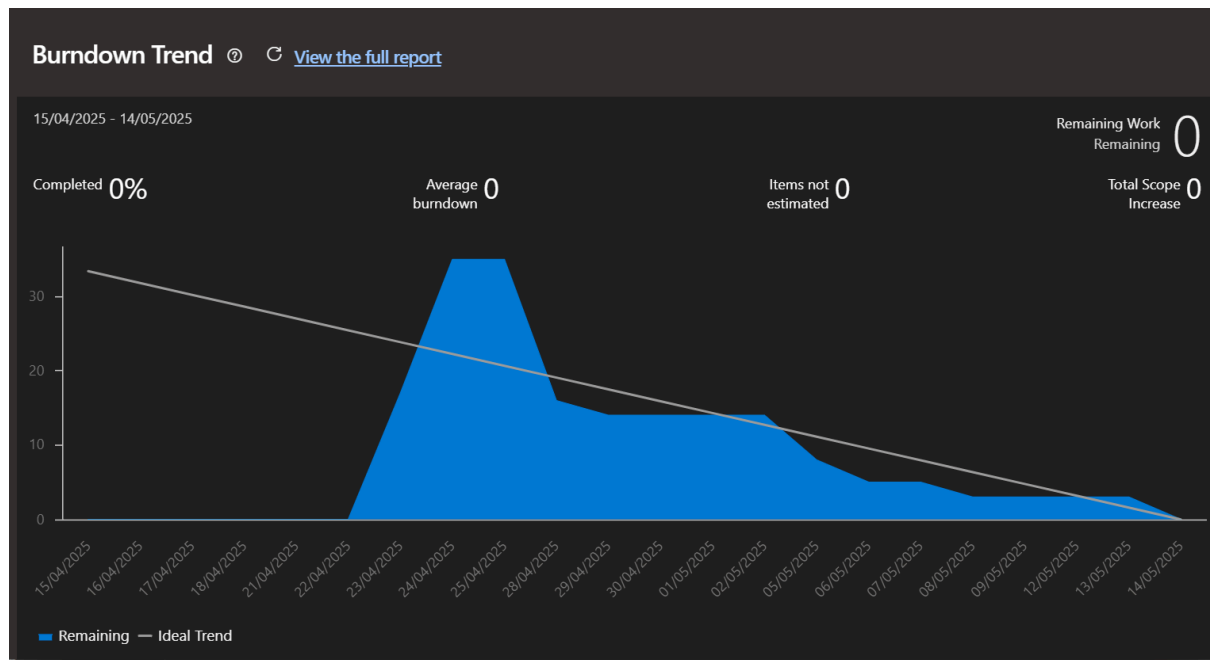 Burndown Trend View the full report
15/04/2025 - 14/05/2025
Remaining Work
Remaining
0
Completed 0%
Average
burndown
0
Items not
estimated
0
Total Scope
Increase
0
30
20
10
0
15/04/2025 16/04/2025 17/04/2025 18/04/2025 21/04/2025 22/04/2025 23/04/2025 24/04/2025 25/04/2025 28/04/2025 29/04/2025 30/04/2025 01/05/2025 02/05/2025 05/05/2025 06/05/2025 07/05/2025 08/05/2025 09/05/2025 12/05/2025 13/05/2025 14/05/2025
Remaining Ideal Trend